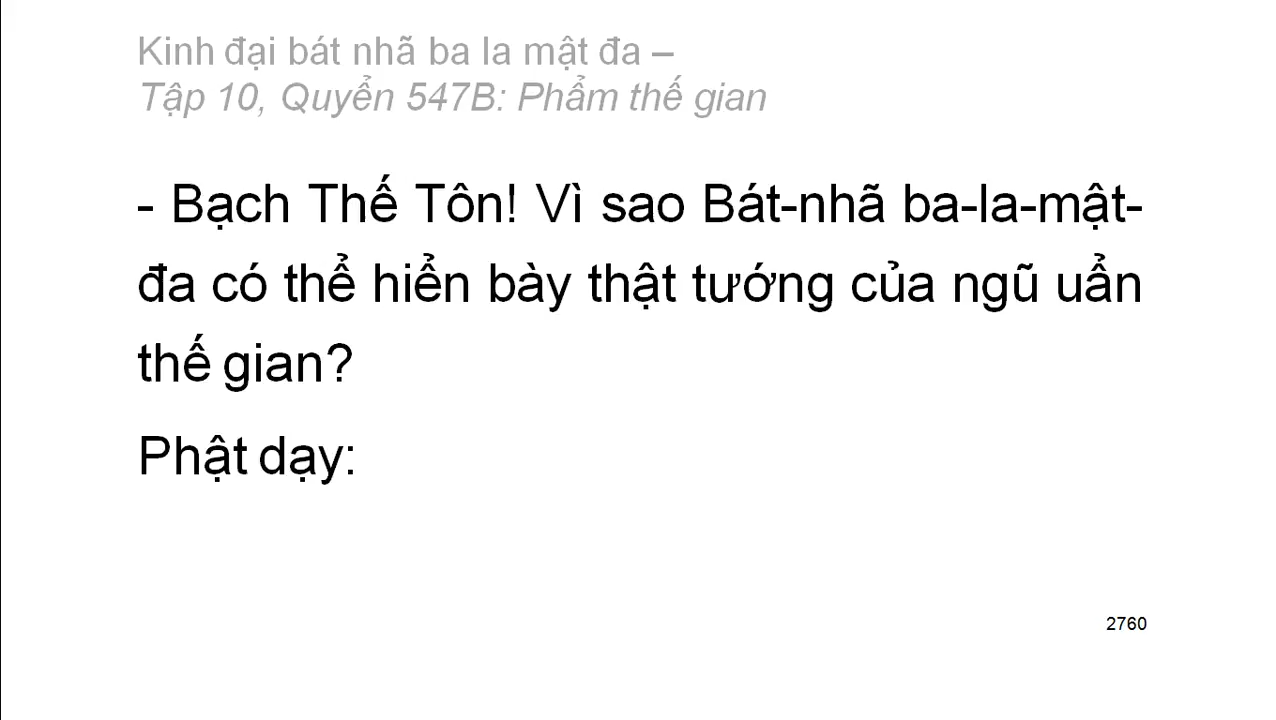 Kinh đại bát nhã ba la mật đa –
Tập 10, Quyển 547B: Phẩm thế gian
- Bạch Thế Tôn! Vì sao Bát-nhã ba-la-mật-
đa có thể hiển bày thật tướng của ngũ uẩn
thế gian?
Phật dạy:
2760